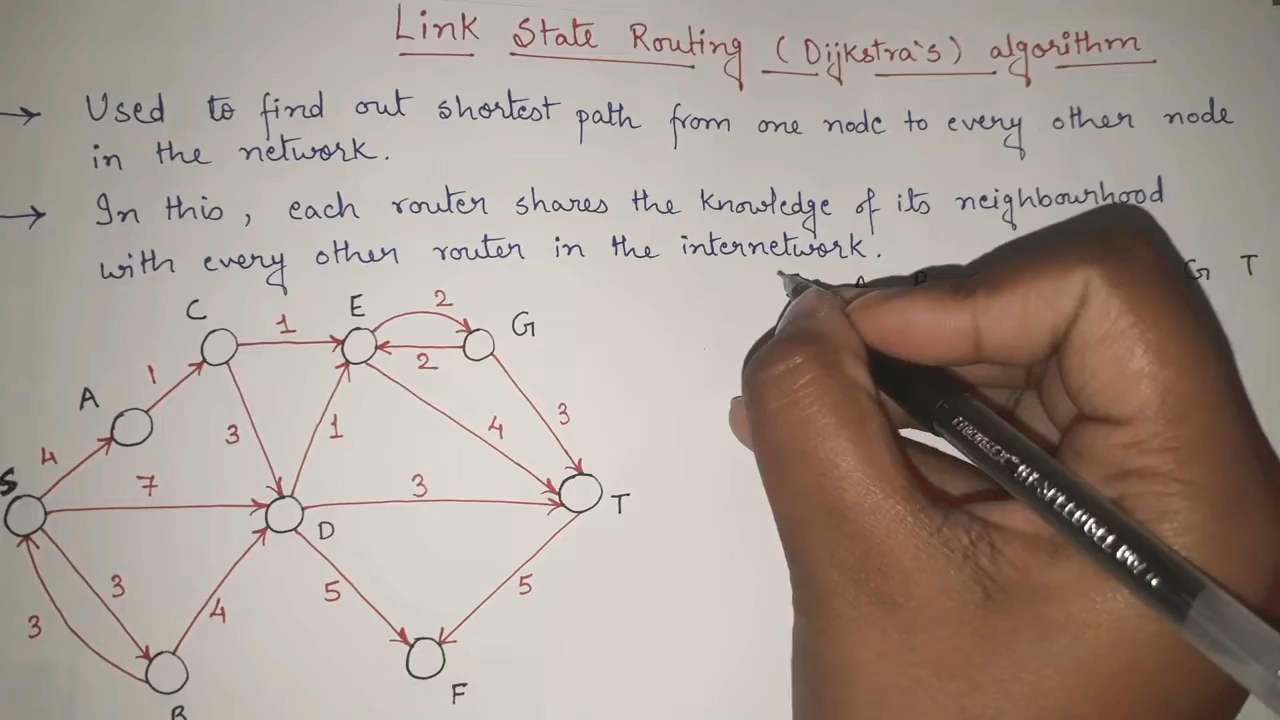 Link State Routing (Dijkstra's) algorithm
→ Used to find out shortest path from one node to every other node
in the network.
→ In this, each router shares the knowledge of its neighbourhood
with every other router in the internetwork.
G T
C 1 E 2 G
2
A 1
3 1 4 3
S 4
7 3 T
D
3 5 5
3 4
F
B